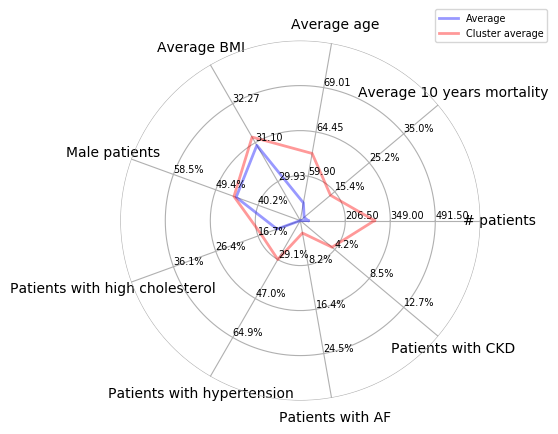 Average
Cluster average
Average age
Average BMI
69.01
Average 10 years mortality
32.27
35.0%
64.45
31.10
Male patients
25.2%
58.5%
59.90
29.93
49.4%
15.4%
40.2%
206.50
349.00
491.50
# patients
16.7%
4.2%
26.4%
29.1%
8.2%
36.1%
8.5%
Patients with high cholesterol
47.0%
16.4%
12.7%
64.9%
24.5%
Patients with CKD
Patients with hypertension
Patients with AF